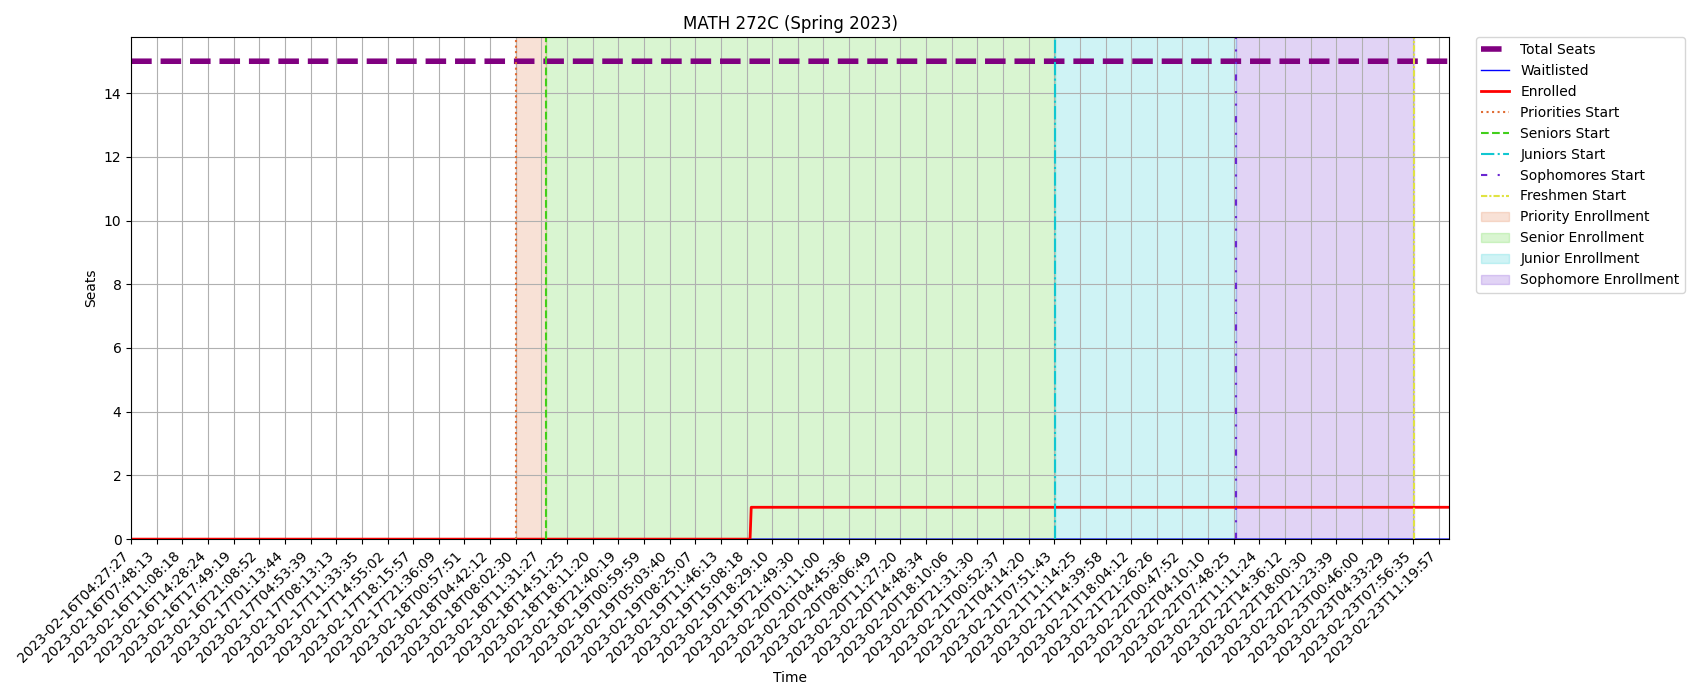 MATH 272C (Spring 2023)
Total Seats
Waitlisted
Enrolled
Priorities Start
Seniors Start
Juniors Start
Sophomores Start
Freshmen Start
Priority Enrollment
Senior Enrollment
Junior Enrollment
Sophomore Enrollment
Seats
14
12
10
8
6
4
2
0
2023-02-16T04:27:27
2023-02-16T07:48:13
2023-02-16T11:08:18
2023-02-16T14:28:24
2023-02-16T17:49:19
2023-02-16T21:08:52
2023-02-17T01:13:44
2023-02-17T04:53:39
2023-02-17T08:13:13
2023-02-17T11:33:35
2023-02-17T14:55:02
2023-02-17T18:15:57
2023-02-17T21:36:09
2023-02-18T00:57:51
2023-02-18T04:42:12
2023-02-18T08:02:30
2023-02-18T11:31:27
2023-02-18T14:51:25
2023-02-18T18:11:20
2023-02-18T21:40:19
2023-02-19T00:59:59
2023-02-19T05:03:40
2023-02-19T08:25:07
2023-02-19T11:46:13
2023-02-19T15:08:18
2023-02-19T18:29:10
2023-02-19T21:49:30
2023-02-20T01:11:00
2023-02-20T04:45:36
2023-02-20T08:06:49
2023-02-20T11:27:20
2023-02-20T14:48:34
2023-02-20T18:10:06
2023-02-20T21:31:30
2023-02-21T00:52:37
2023-02-21T04:14:20
2023-02-21T07:51:43
2023-02-21T11:14:25
2023-02-21T14:39:58
2023-02-21T18:04:12
2023-02-21T21:26:26
2023-02-22T00:47:52
2023-02-22T04:10:10
2023-02-22T07:48:25
2023-02-22T11:11:24
2023-02-22T14:36:12
2023-02-22T18:00:30
2023-02-22T21:23:39
2023-02-23T00:46:00
2023-02-23T04:33:29
2023-02-23T07:56:35
2023-02-23T11:19:57
Time